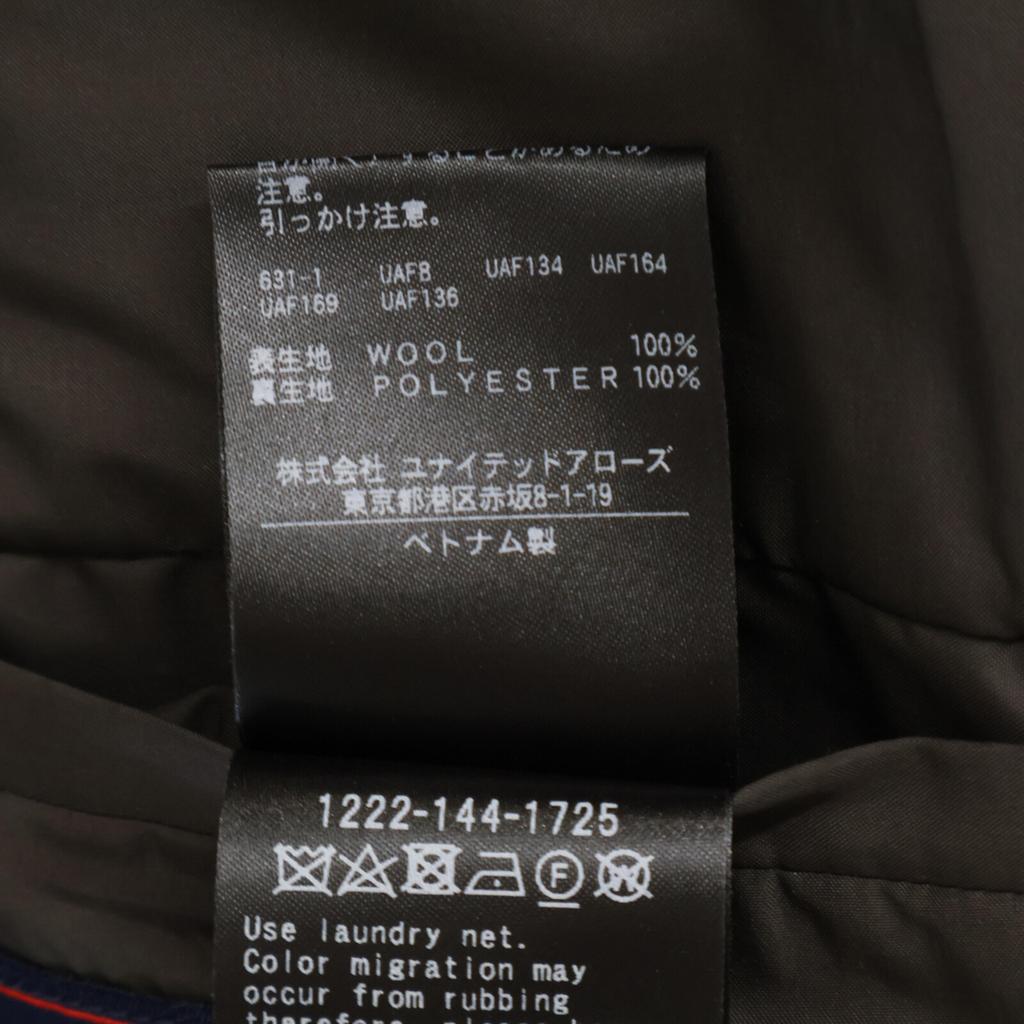 注意。
引っかけ注意。
631-1 UAF8 UAF134 UAF164
UAF169 UAF136
表生地 WOOL 100%
裏生地 POLYESTER 100%
株式会社 ユナイテッドアローズ
東京都港区赤坂8-1-19
ベトナム製
1222-144-1725
F
W
Use laundry net.
Color migration may
occur from rubbing